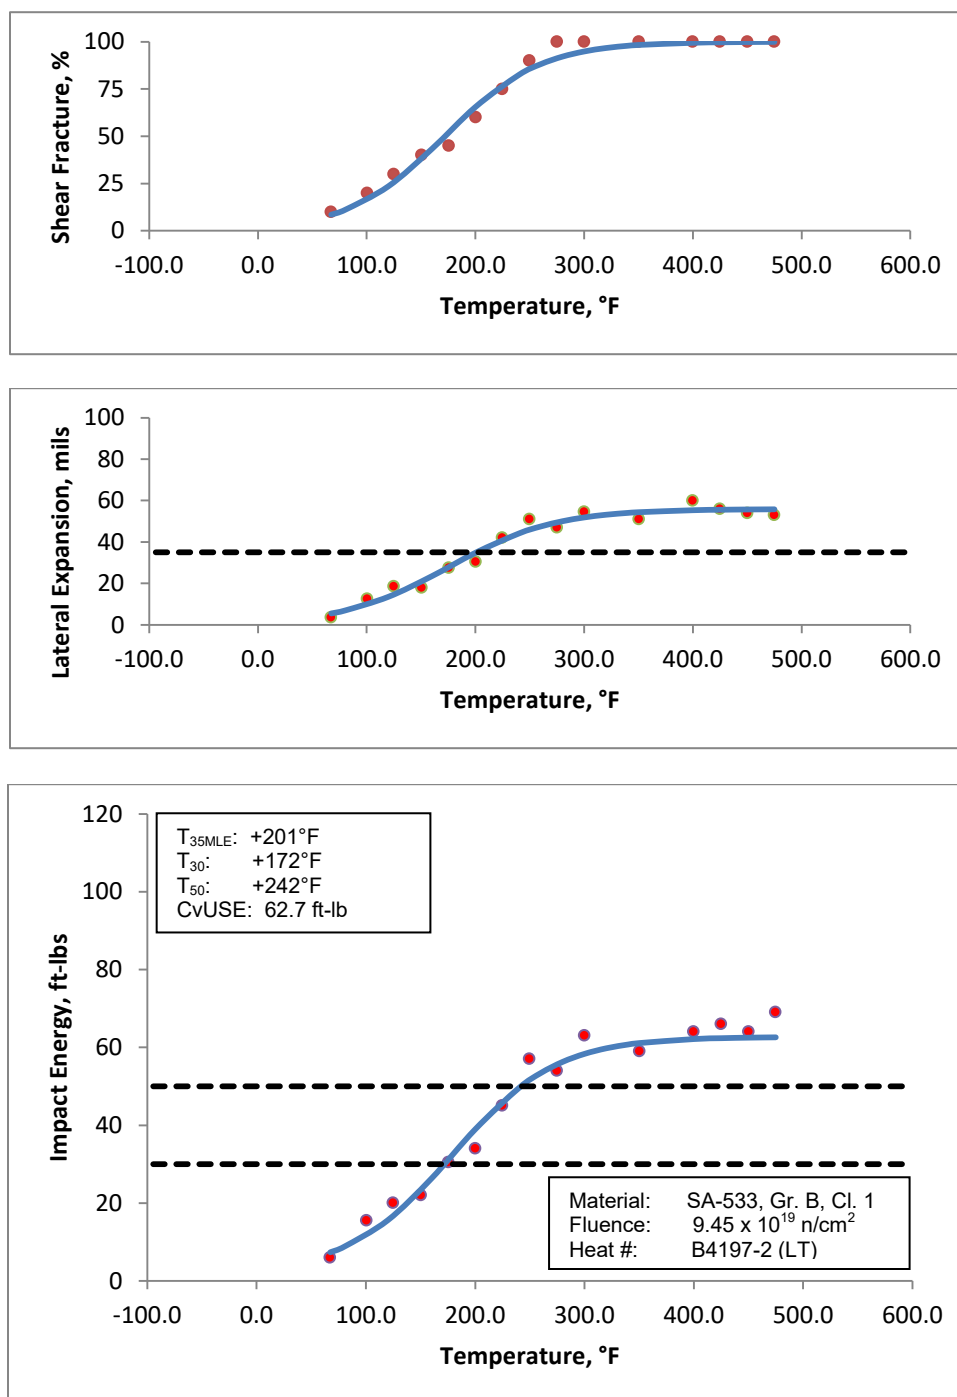 100
75
50
25
0
Shear Fracture, %
-100.0 0.0 100.0 200.0 300.0 400.0 500.0 600.0
Temperature, °F
100
80
60
40
20
0
Lateral Expansion, mils
-100.0 0.0 100.0 200.0 300.0 400.0 500.0 600.0
Temperature, °F
120
100
80
60
40
20
0
Impact Energy, ft-lbs
T35MLE: +201°F
T30: +172°F
T50: +242°F
CvUSE: 62.7 ft-lb
Material: SA-533, Gr. B, Cl. 1
Fluence: 9.45 x 10^19 n/cm^2
Heat #: B4197-2 (LT)
-100.0 0.0 100.0 200.0 300.0 400.0 500.0 600.0
Temperature, °F